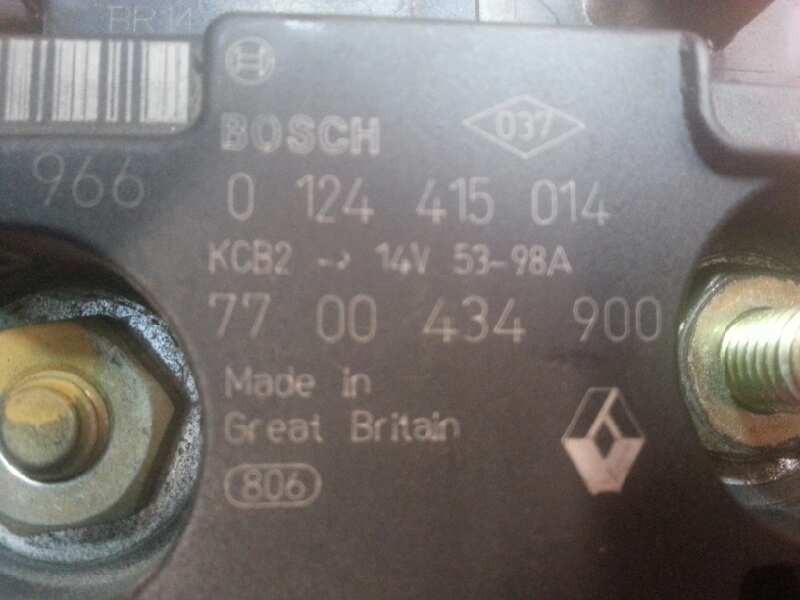 BR14
BOSCH
037
966
0 124 415 014
KCB2 → 14V 53-98A
77 00 434 900
Made in
Great Britain
806